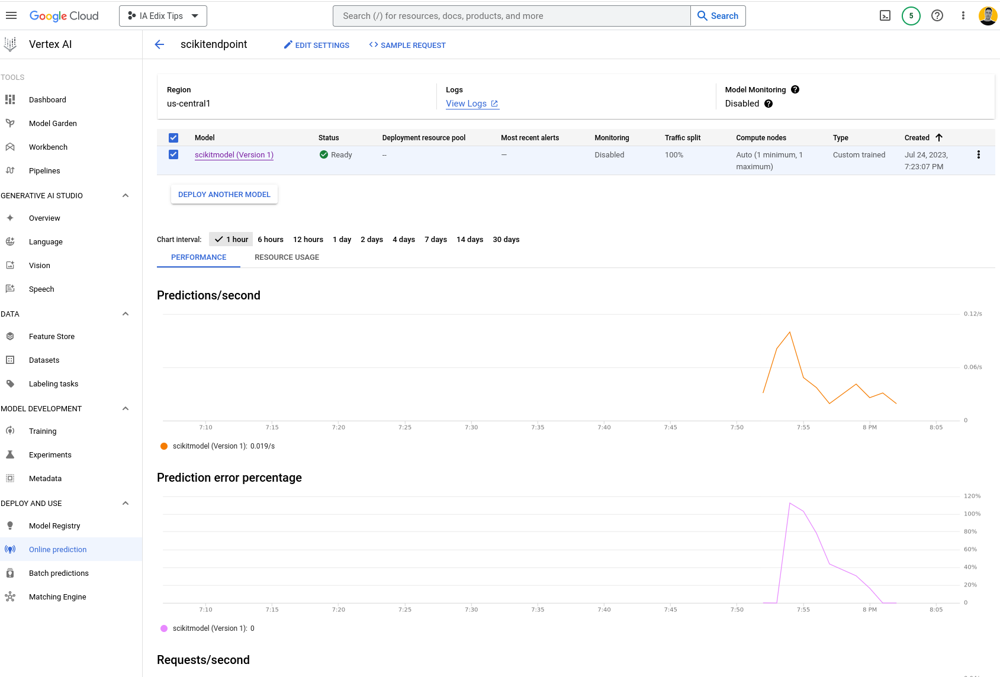 Google Cloud
IA Edix Tips
Search (/) for resources, docs, products, and more
Search
5
Vertex AI
scikitendpoint
EDIT SETTINGS
SAMPLE REQUEST
TOOLS
Dashboard
Model Garden
Workbench
Pipelines
GENERATIVE AI STUDIO
Overview
Language
Vision
Speech
DATA
Feature Store
Datasets
Labeling tasks
MODEL DEVELOPMENT
Training
Experiments
Metadata
DEPLOY AND USE
Model Registry
Online prediction
Batch predictions
Matching Engine
Region
us-central1
Logs
View Logs
Model Monitoring
Disabled
Model Status Deployment resource pool Most recent alerts Monitoring Traffic split Compute nodes Type Created
scikitmodel (Version 1) Ready -- — Disabled 100% Auto (1 minimum, 1 Custom trained Jul 24, 2023,
maximum) 7:23:07 PM
DEPLOY ANOTHER MODEL
Chart interval: 1 hour 6 hours 12 hours 1 day 2 days 4 days 7 days 14 days 30 days
PERFORMANCE RESOURCE USAGE
Predictions/second
0.12/s
0.06/s
0
7:10 7:15 7:20 7:25 7:30 7:35 7:40 7:45 7:50 7:55 8 PM 8:05
scikitmodel (Version 1): 0.019/s
Prediction error percentage
120%
100%
80%
60%
40%
20%
0
7:10 7:15 7:20 7:25 7:30 7:35 7:40 7:45 7:50 7:55 8 PM 8:05
scikitmodel (Version 1): 0
Requests/second